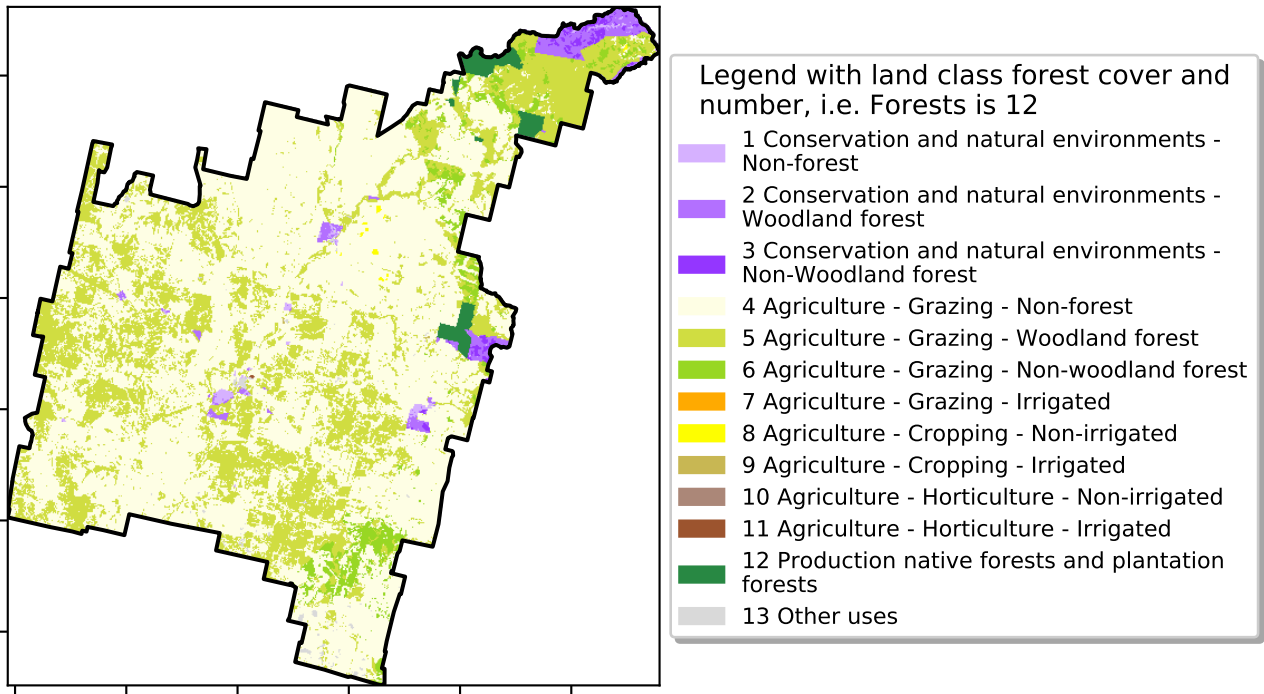 Legend with land class forest cover and
number, i.e. Forests is 12
1 Conservation and natural environments -
Non-forest
2 Conservation and natural environments -
Woodland forest
3 Conservation and natural environments -
Non-Woodland forest
4 Agriculture - Grazing - Non-forest
5 Agriculture - Grazing - Woodland forest
6 Agriculture - Grazing - Non-woodland forest
7 Agriculture - Grazing - Irrigated
8 Agriculture - Cropping - Non-irrigated
9 Agriculture - Cropping - Irrigated
10 Agriculture - Horticulture - Non-irrigated
11 Agriculture - Horticulture - Irrigated
12 Production native forests and plantation
forests
13 Other uses